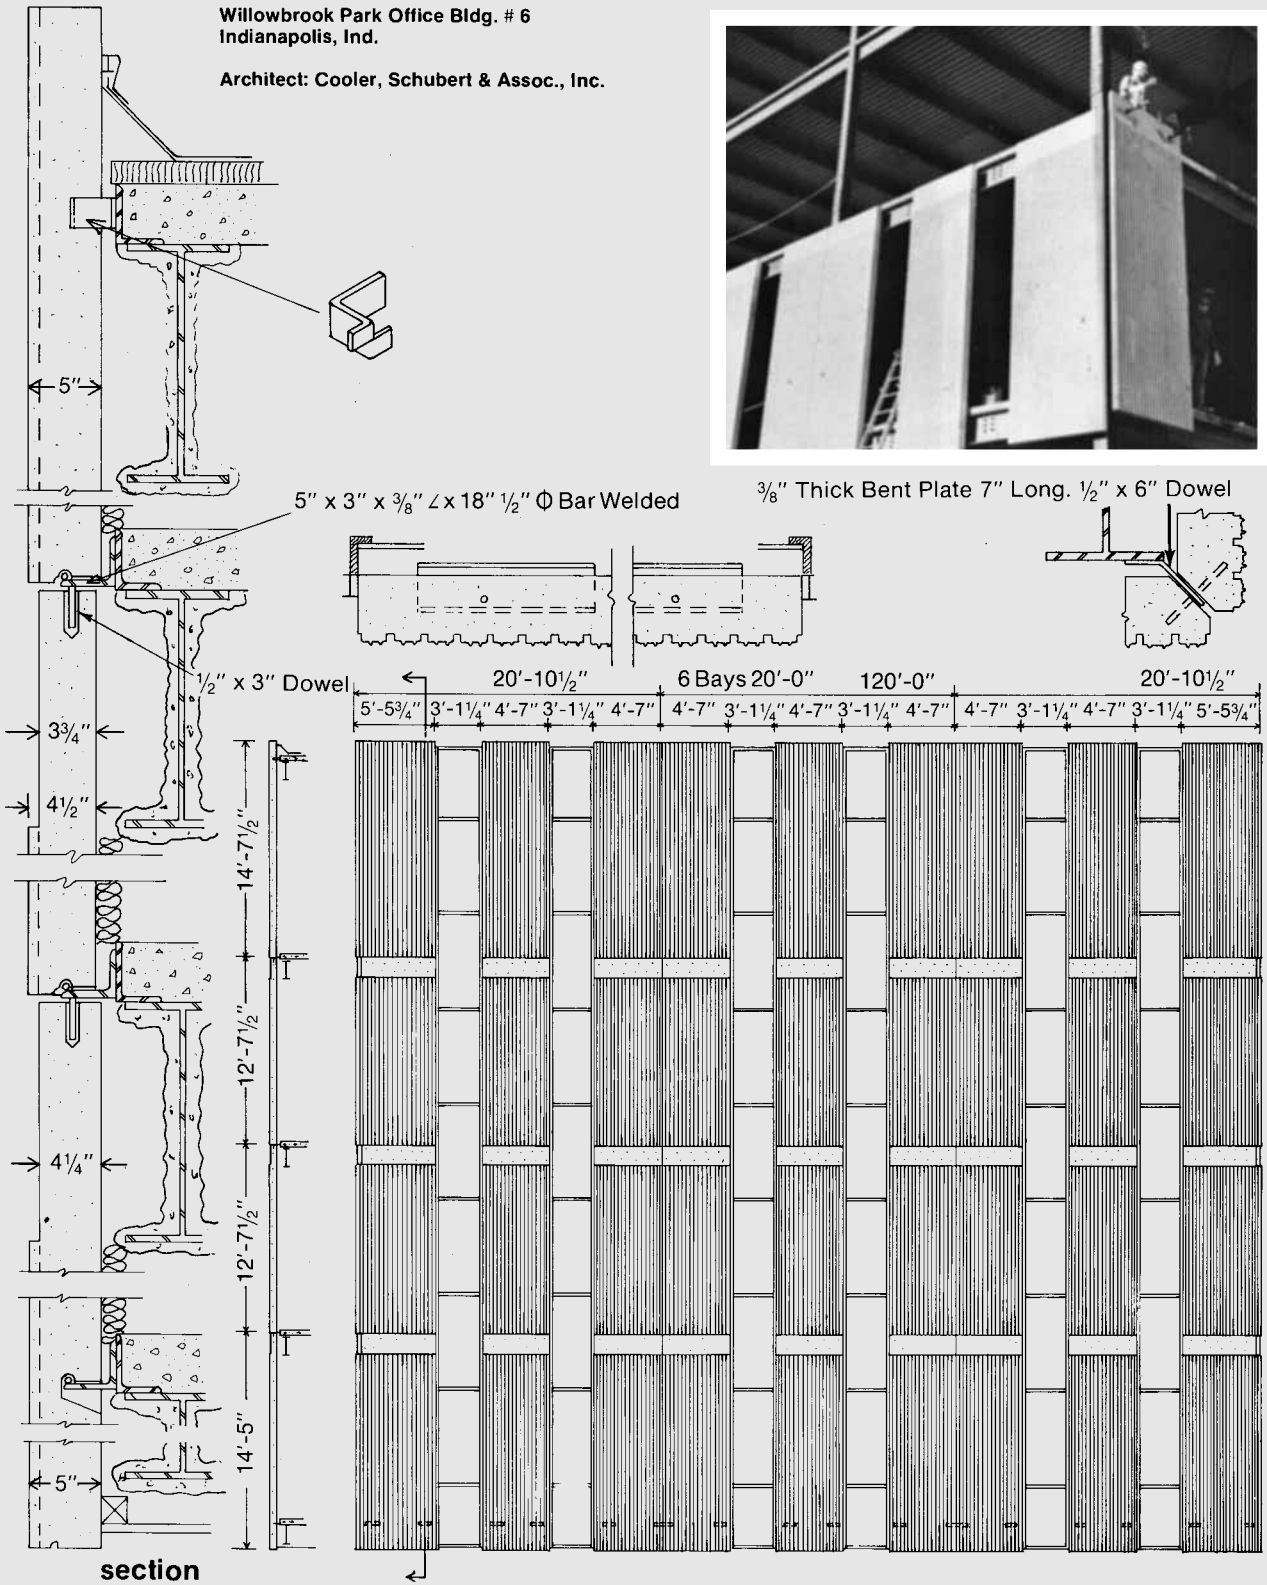 Willowbrook Park Office Bldg. # 6
Indianapolis, Ind.
Architect: Cooler, Schubert & Assoc., Inc.
5"
5" x 3" x 3/8" ∠ x 18" 1/2" Φ Bar Welded
3/8" Thick Bent Plate 7" Long. 1/2" x 6" Dowel
1/2" x 3" Dowel
20'-10 1/2" 6 Bays 20'-0" 120'-0" 20'-10 1/2"
5'-5 3/4" 3'-1 1/4" 4'-7" 3'-1 1/4" 4'-7" 4'-7" 3'-1 1/4" 4'-7" 3'-1 1/4" 4'-7" 4'-7" 3'-1 1/4" 4'-7" 3'-1 1/4" 5'-5 3/4"
3 3/4"
4 1/2"
14'-7 1/2"
12'-7 1/2"
4 1/4"
12'-7 1/2"
14'-5"
5"
section